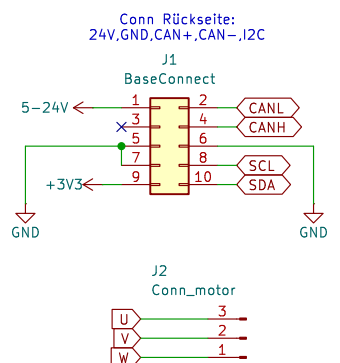 Conn Rückseite:
24V,GND,CAN+,CAN-,I2C
J1
BaseConnect
5-24V 1 2 CANL
3 4 CANH
5 6
7 8 SCL
+3V3 9 10 SDA
GND GND
J2
Conn_motor
U 3
V 2
W 1